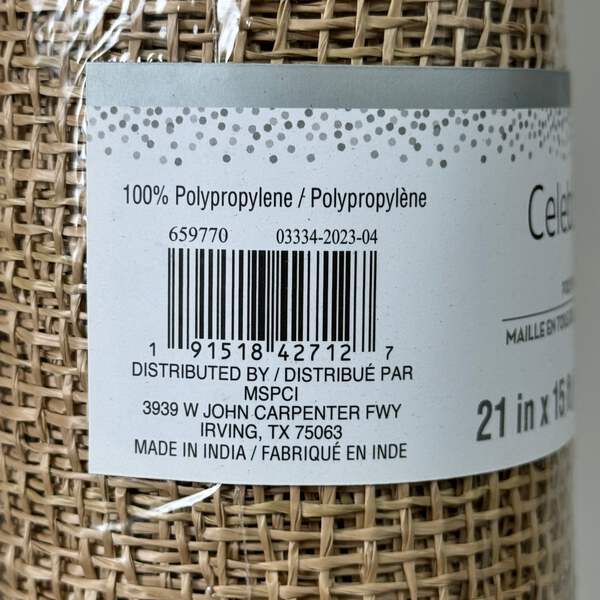 100% Polypropylene / Polypropylène
659770 03334-2023-04
1 91518 42712 7
DISTRIBUTED BY / DISTRIBUÉ PAR
MSPCI
3939 W JOHN CARPENTER FWY
IRVING, TX 75063
MADE IN INDIA / FABRIQUÉ EN INDE
MAILLE EN
21 in x 15